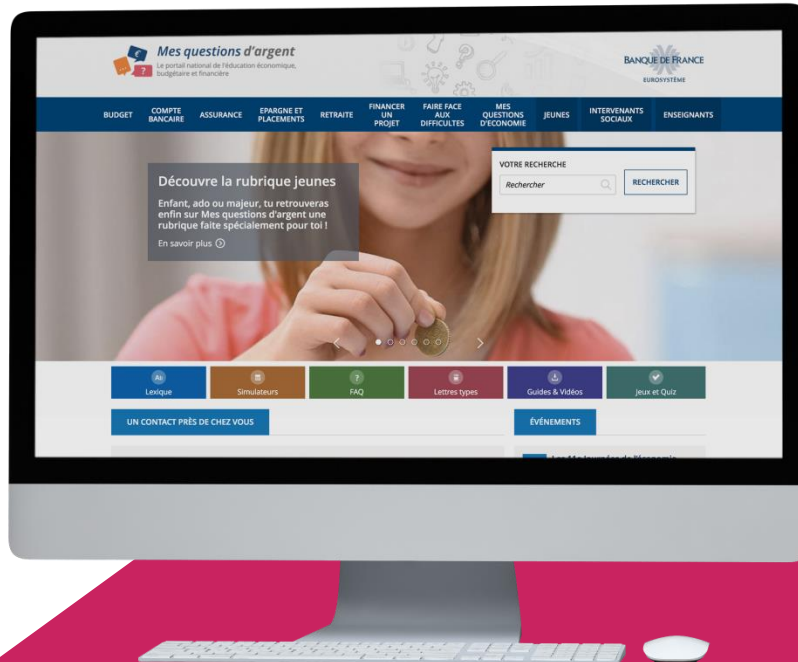 Mes questions d'argent
Le portail national de l'éducation économique,
budgétaire et financière
BANQUE DE FRANCE
EUROSYSTÈME
BUDGET
COMPTE
BANCAIRE
ASSURANCE
EPARGNE ET
PLACEMENTS
RETRAITE
FINANCER
UN
PROJET
FAIRE FACE
AUX
DIFFICULTES
MES
QUESTIONS
D'ECONOMIE
JEUNES
INTERVENANTS
SOCIAUX
ENSEIGNANTS
Découvre la rubrique jeunes
Enfant, ado ou majeur, tu retrouveras
enfin sur Mes questions d'argent une
rubrique faite spécialement pour toi !
En savoir plus
VOTRE RECHERCHE
Rechercher
RECHERCHER
Lexique
Simulateurs
FAQ
Lettres types
Guides & Vidéos
Jeux et Quiz
UN CONTACT PRÈS DE CHEZ VOUS
ÉVÉNEMENTS